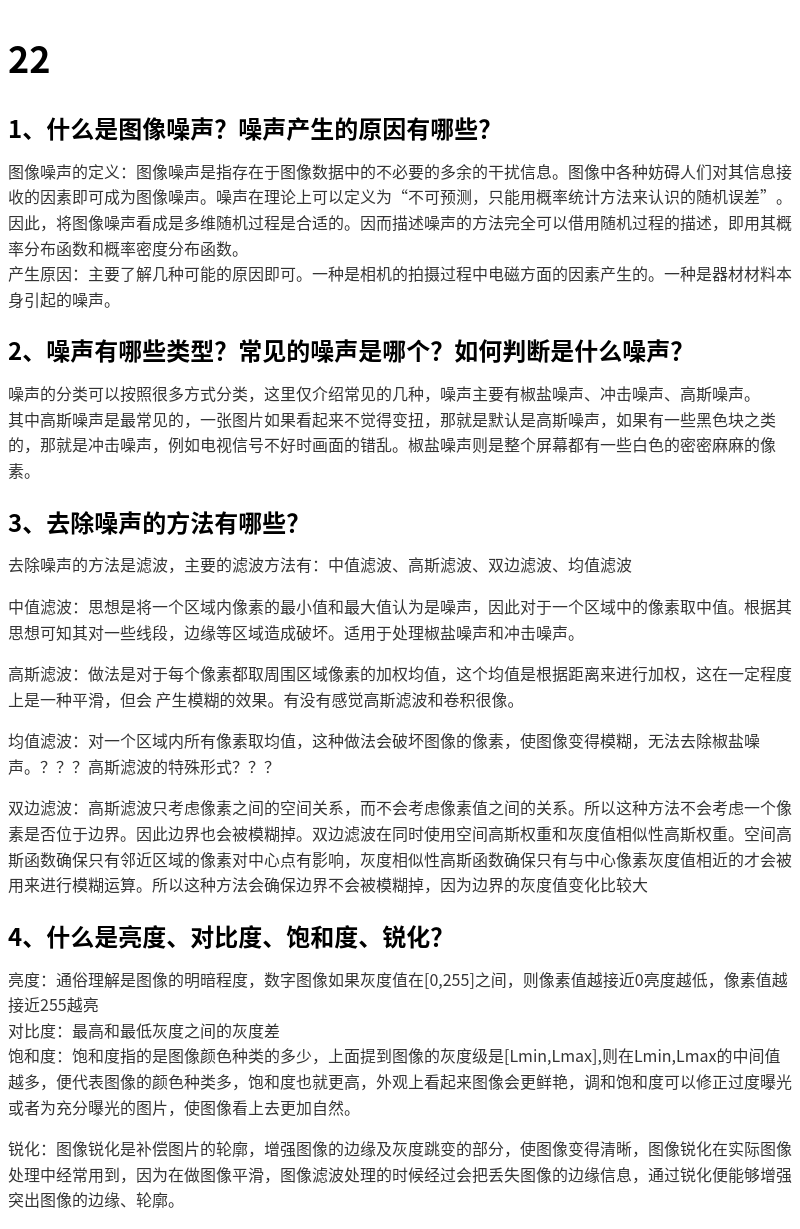 22
1、什么是图像噪声？噪声产生的原因有哪些？
图像噪声的定义：图像噪声是指存在于图像数据中的不必要的多余的干扰信息。图像中各种妨碍人们对其信息接
收的因素即可成为图像噪声。噪声在理论上可以定义为“不可预测，只能用概率统计方法来认识的随机误差”。
因此，将图像噪声看成是多维随机过程是合适的。因而描述噪声的方法完全可以借用随机过程的描述，即用其概
率分布函数和概率密度分布函数。
产生原因：主要了解几种可能的原因即可。一种是相机的拍摄过程中电磁方面的因素产生的。一种是器材材料本
身引起的噪声。
2、噪声有哪些类型？常见的噪声是哪个？如何判断是什么噪声？
噪声的分类可以按照很多方式分类，这里仅介绍常见的几种，噪声主要有椒盐噪声、冲击噪声、高斯噪声。
其中高斯噪声是最常见的，一张图片如果看起来不觉得变扭，那就是默认是高斯噪声，如果有一些黑色块之类
的，那就是冲击噪声，例如电视信号不好时画面的错乱。椒盐噪声则是整个屏幕都有一些白色的密密麻麻的像
素。
3、去除噪声的方法有哪些？
去除噪声的方法是滤波，主要的滤波方法有：中值滤波、高斯滤波、双边滤波、均值滤波
中值滤波：思想是将一个区域内像素的最小值和最大值认为是噪声，因此对于一个区域中的像素取中值。根据其
思想可知其对一些线段，边缘等区域造成破坏。适用于处理椒盐噪声和冲击噪声。
高斯滤波：做法是对于每个像素都取周围区域像素的加权均值，这个均值是根据距离来进行加权，这在一定程度
上是一种平滑，但会 产生模糊的效果。有没有感觉高斯滤波和卷积很像。
均值滤波：对一个区域内所有像素取均值，这种做法会破坏图像的像素，使图像变得模糊，无法去除椒盐噪
声。？？？高斯滤波的特殊形式？？？
双边滤波：高斯滤波只考虑像素之间的空间关系，而不会考虑像素值之间的关系。所以这种方法不会考虑一个像
素是否位于边界。因此边界也会被模糊掉。双边滤波在同时使用空间高斯权重和灰度值相似性高斯权重。空间高
斯函数确保只有邻近区域的像素对中心点有影响，灰度相似性高斯函数确保只有与中心像素灰度值相近的才会被
用来进行模糊运算。所以这种方法会确保边界不会被模糊掉，因为边界的灰度值变化比较大
4、什么是亮度、对比度、饱和度、锐化？
亮度：通俗理解是图像的明暗程度，数字图像如果灰度值在[0,255]之间，则像素值越接近0亮度越低，像素值越
接近255越亮
对比度：最高和最低灰度之间的灰度差
饱和度：饱和度指的是图像颜色种类的多少，上面提到图像的灰度级是[Lmin,Lmax],则在Lmin,Lmax的中间值
越多，便代表图像的颜色种类多，饱和度也就更高，外观上看起来图像会更鲜艳，调和饱和度可以修正过度曝光
或者为充分曝光的图片，使图像看上去更加自然。
锐化：图像锐化是补偿图片的轮廓，增强图像的边缘及灰度跳变的部分，使图像变得清晰，图像锐化在实际图像
处理中经常用到，因为在做图像平滑，图像滤波处理的时候经过会把丢失图像的边缘信息，通过锐化便能够增强
突出图像的边缘、轮廓。